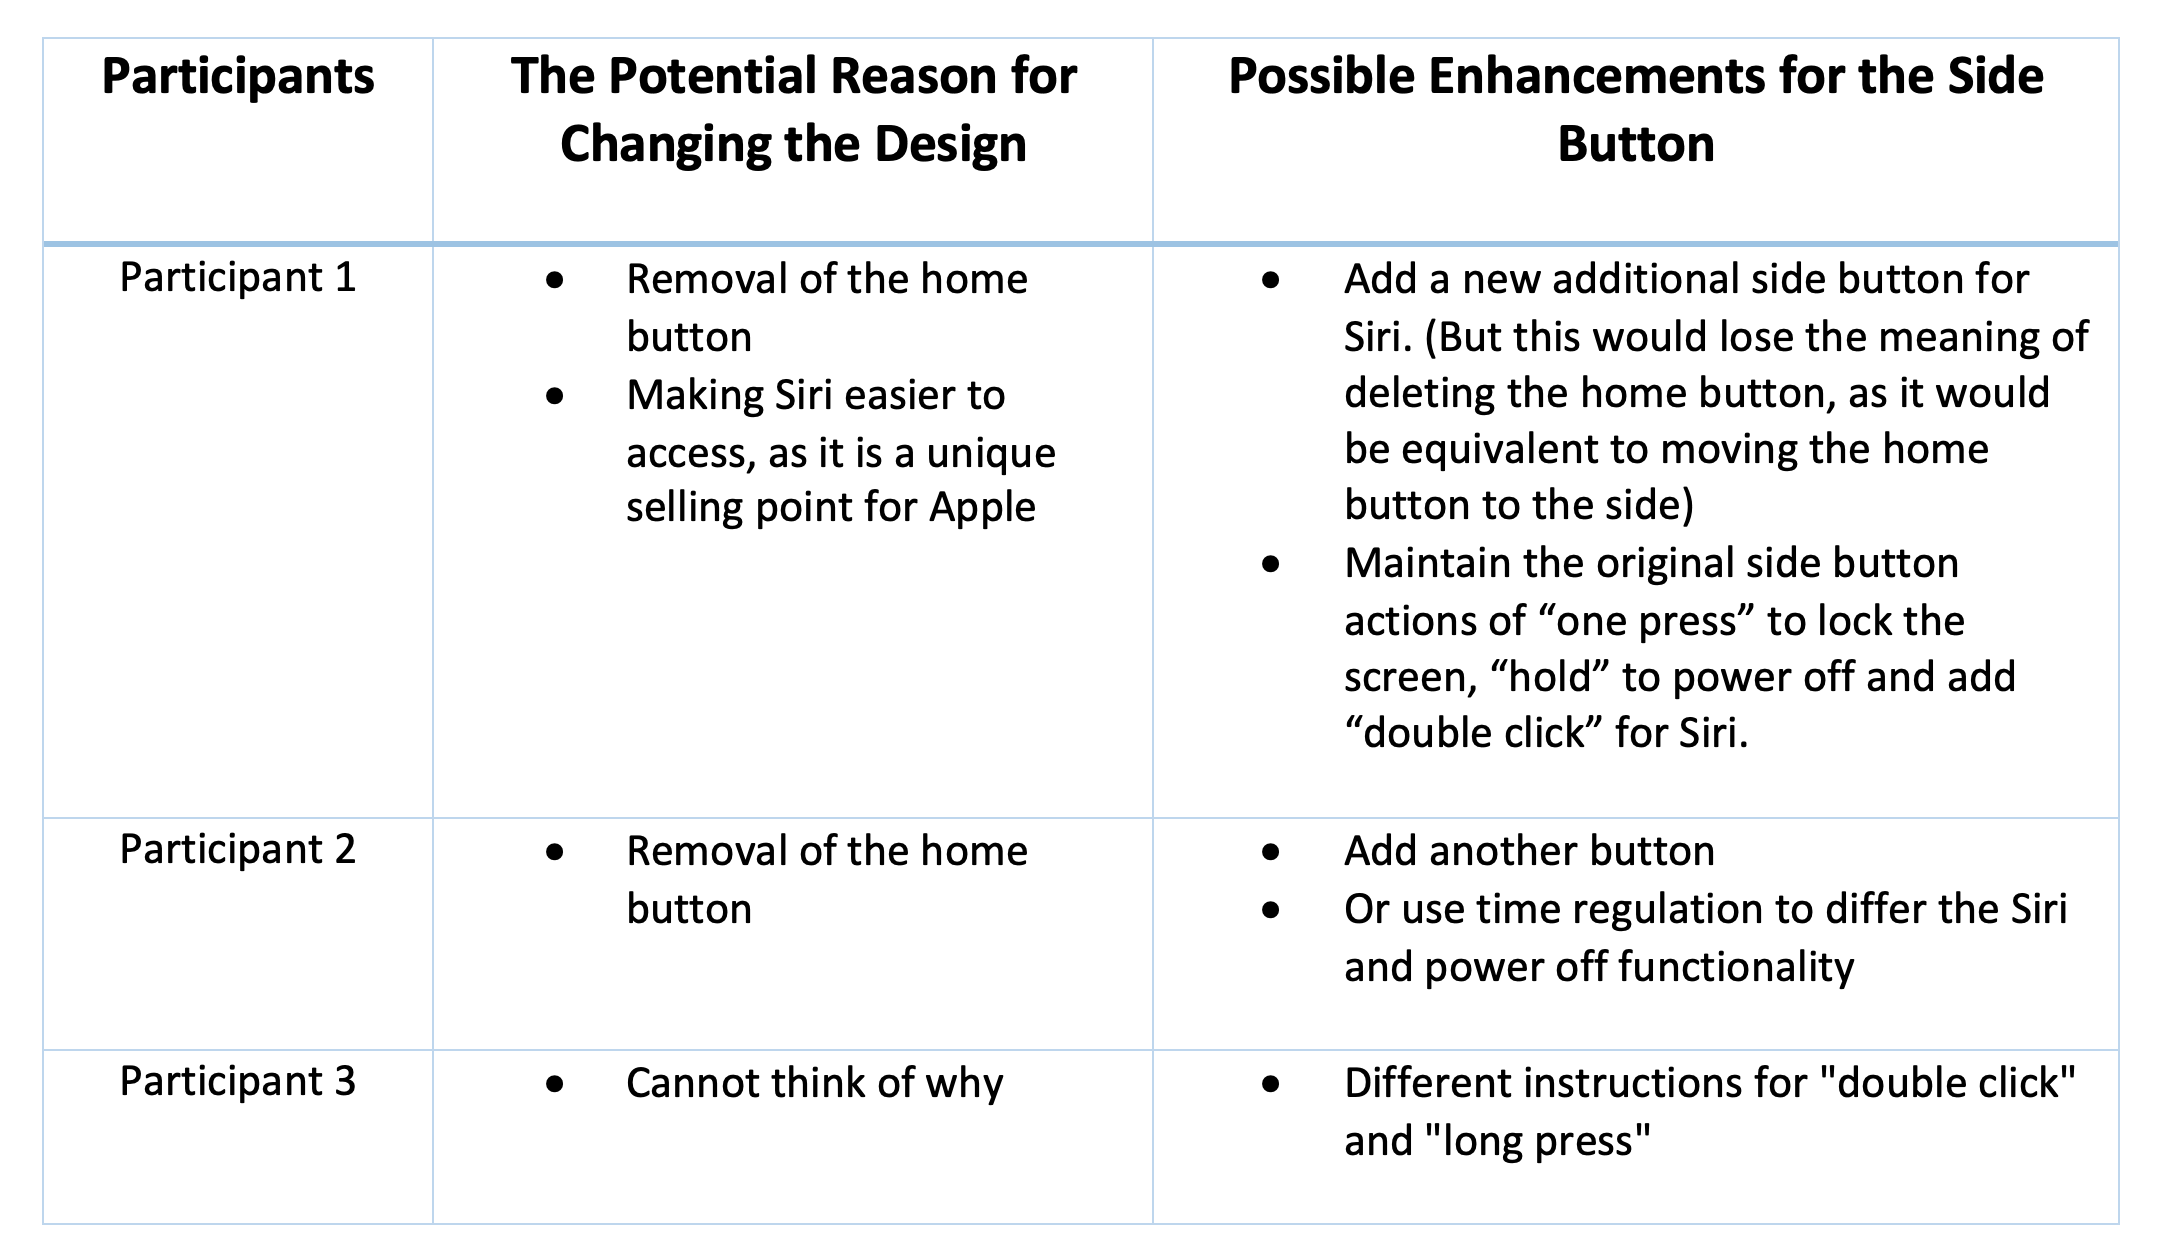 Participants
The Potential Reason for
Changing the Design
Possible Enhancements for the Side
Button
Participant 1
• Removal of the home
button
• Making Siri easier to
access, as it is a unique
selling point for Apple
• Add a new additional side button for
Siri. (But this would lose the meaning of
deleting the home button, as it would
be equivalent to moving the home
button to the side)
• Maintain the original side button
actions of “one press” to lock the
screen, “hold” to power off and add
“double click” for Siri.
Participant 2
• Removal of the home
button
• Add another button
• Or use time regulation to differ the Siri
and power off functionality
Participant 3
• Cannot think of why
• Different instructions for "double click"
and "long press"